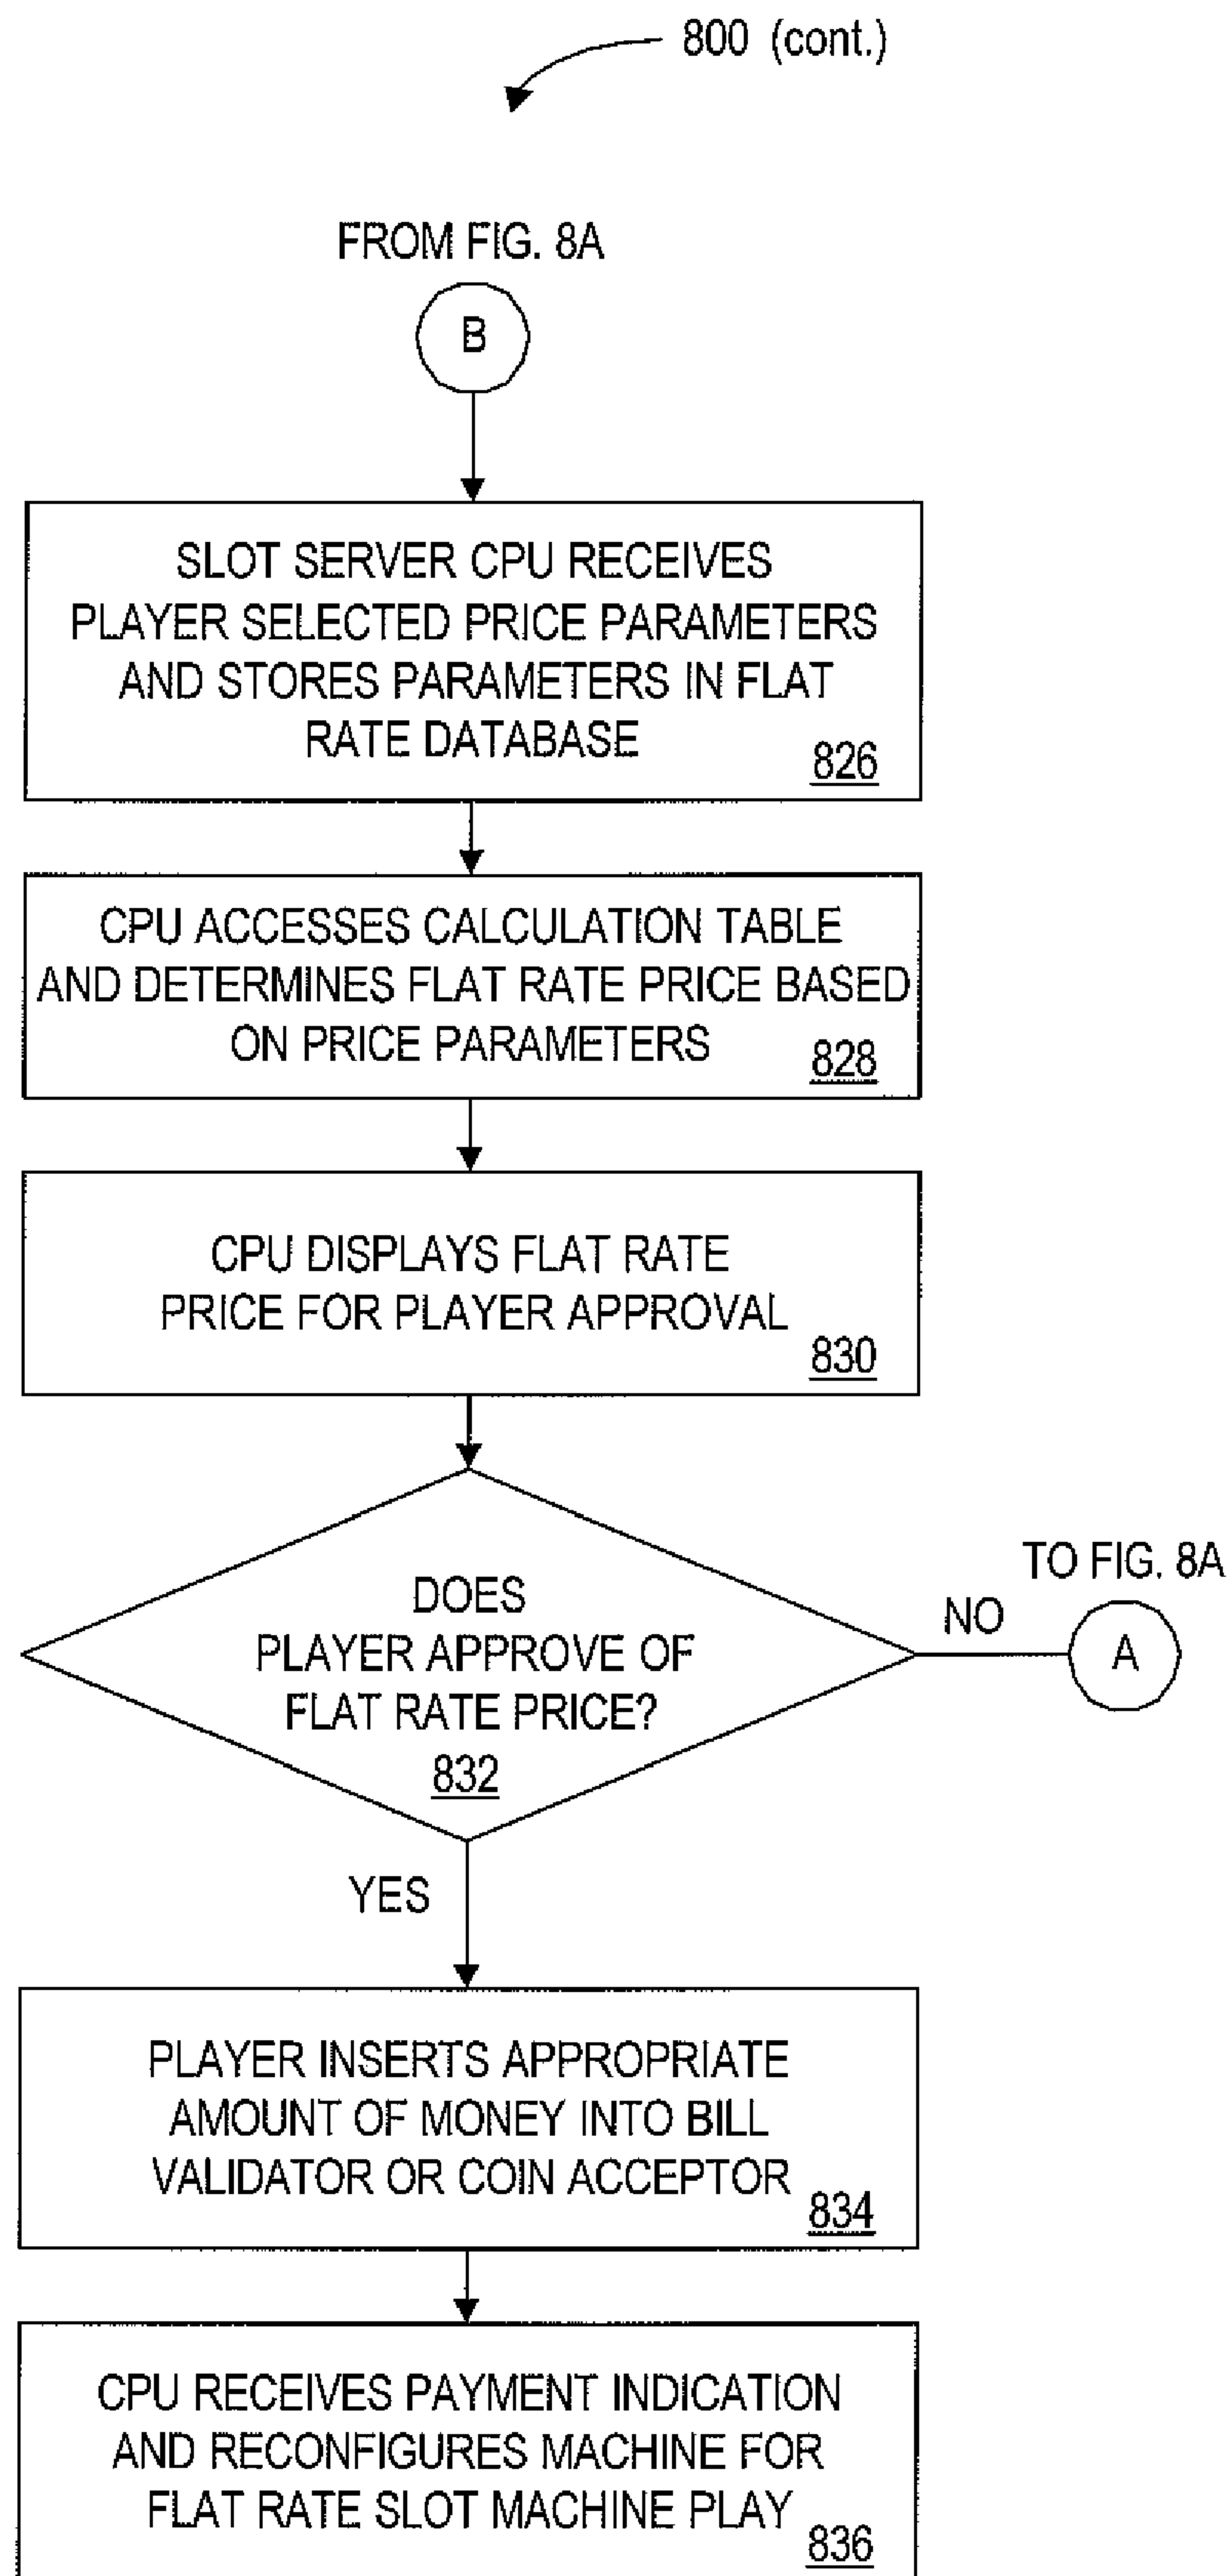 800 (cont.)
FROM FIG. 8A
B
SLOT SERVER CPU RECEIVES
PLAYER SELECTED PRICE PARAMETERS
AND STORES PARAMETERS IN FLAT
RATE DATABASE
826
CPU ACCESSES CALCULATION TABLE
AND DETERMINES FLAT RATE PRICE BASED
ON PRICE PARAMETERS
828
CPU DISPLAYS FLAT RATE
PRICE FOR PLAYER APPROVAL
830
DOES
PLAYER APPROVE OF
FLAT RATE PRICE?
832
NO
TO FIG. 8A
A
YES
PLAYER INSERTS APPROPRIATE
AMOUNT OF MONEY INTO BILL
VALIDATOR OR COIN ACCEPTOR
834
CPU RECEIVES PAYMENT INDICATION
AND RECONFIGURES MACHINE FOR
FLAT RATE SLOT MACHINE PLAY
836